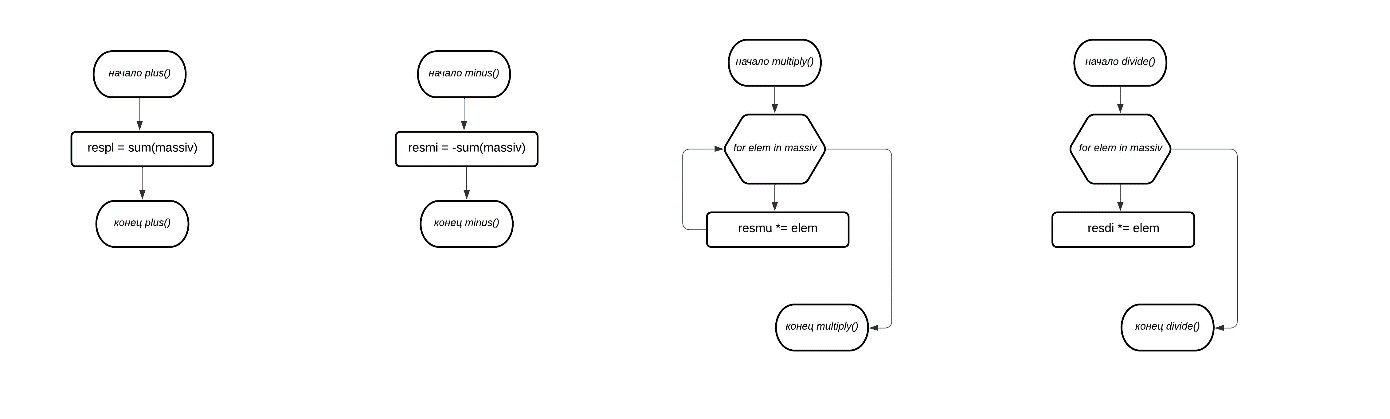 начало plus()
respl = sum(massiv)
конец plus()
начало minus()
resmi = -sum(massiv)
конец minus()
начало multiply()
for elem in massiv
resmu *= elem
конец multiply()
начало divide()
for elem in massiv
resdi *= elem
конец divide()